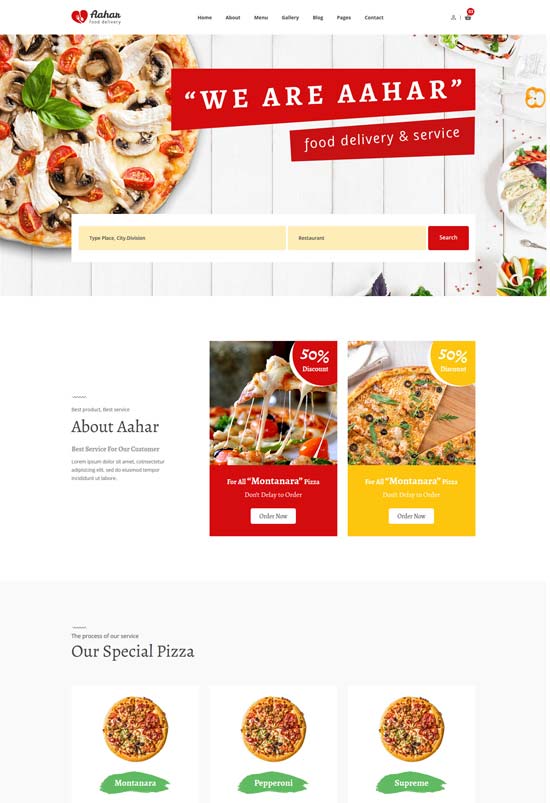 Aahar
food delivery
Home About Menu Gallery Blog Pages Contact
“WE ARE AAHAR”
food delivery & service
Type Place, City.Division
Restaurant
Search
50%
Discount
50%
Discount
Best product, Best service
About Aahar
Best Service For Our Customer
Lorem ipsum dolor sit amet, consectetur
adipiscing elit, sed do eiusmod tempor
incididunt ut labore.
For All “Montanara” Pizza
Don't Delay to Order
Order Now
For All “Montanara” Pizza
Don't Delay to Order
Order Now
The process of our service
Our Special Pizza
Montanara
Pepperoni
Supreme